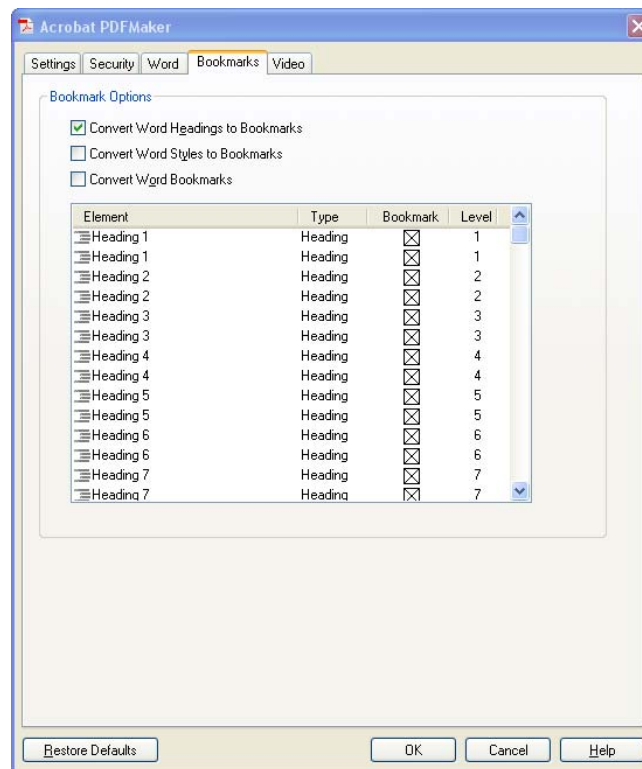 Acrobat PDFMaker
Settings Security Word Bookmarks Video
Bookmark Options
Convert Word Headings to Bookmarks
Convert Word Styles to Bookmarks
Convert Word Bookmarks
Element Type Bookmark Level
Heading 1 Heading 1
Heading 1 Heading 1
Heading 2 Heading 2
Heading 2 Heading 2
Heading 3 Heading 3
Heading 3 Heading 3
Heading 4 Heading 4
Heading 4 Heading 4
Heading 5 Heading 5
Heading 5 Heading 5
Heading 6 Heading 6
Heading 6 Heading 6
Heading 7 Heading 7
Heading 7 Heading 7
Restore Defaults OK Cancel Help